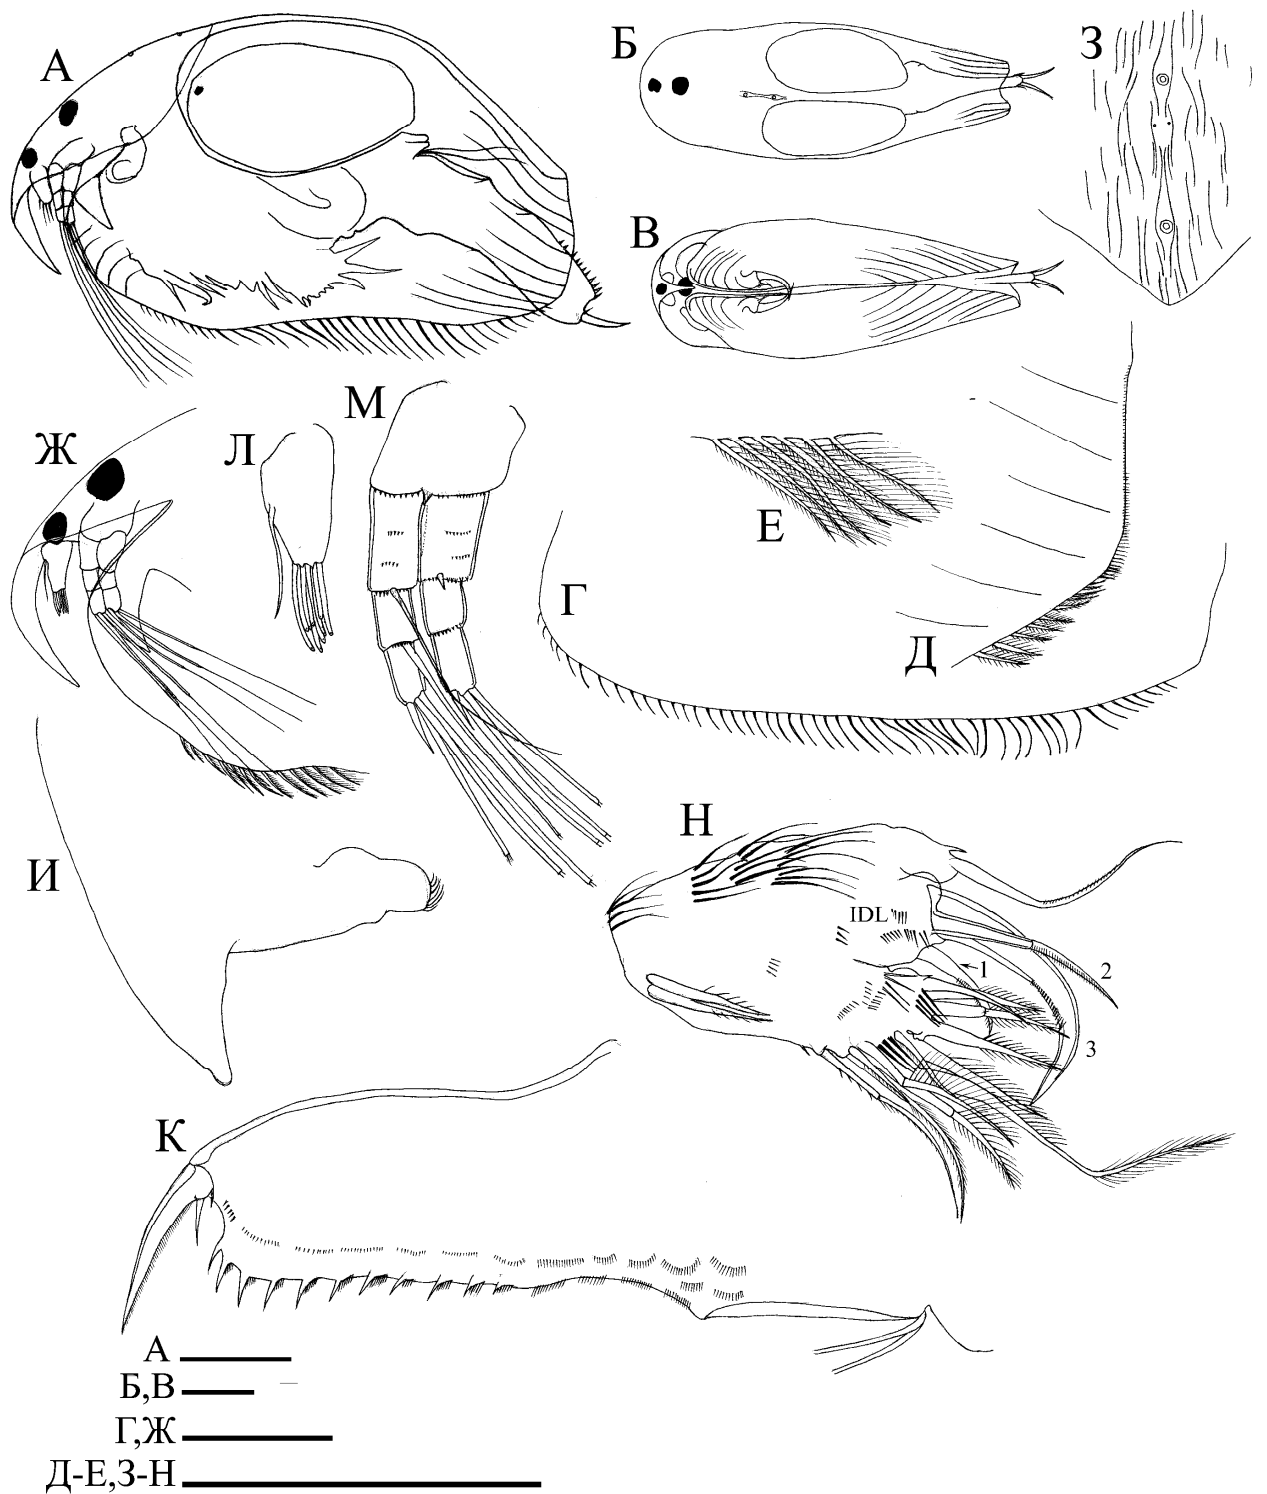 А
Б
З
В
Ж
Л
М
Е
Г
Д
И
Н
IDL
1
2
3
К
А
Б,В
Г,Ж
Д-Е,З-Н